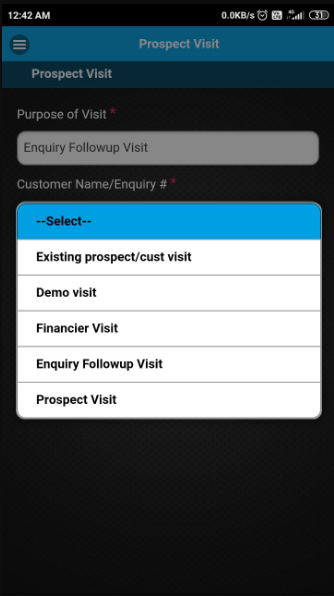 12:42 AM 0.0KB/s 4G 31
Prospect Visit
Prospect Visit
Purpose of Visit *
Enquiry Followup Visit
Customer Name/Enquiry # *
--Select--
Existing prospect/cust visit
Demo visit
Financier Visit
Enquiry Followup Visit
Prospect Visit